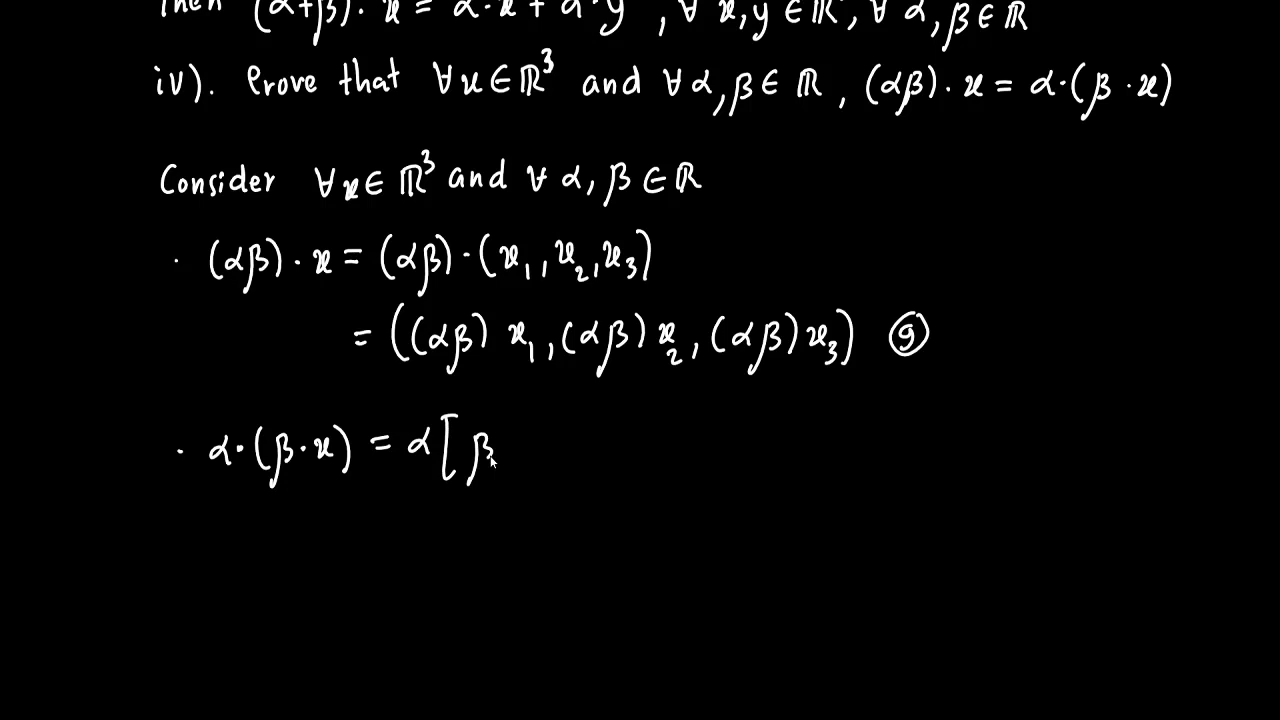 Then (α+β)·x = α·x + α·y , ∀ x,y ∈ ℝ , ∀ α,β ∈ ℝ
iv). Prove that ∀x∈ℝ³ and ∀α,β∈ ℝ , (αβ)·x = α·(β·x)
Consider ∀x∈ ℝ³ and ∀ α,β ∈ℝ
· (αβ)·x = (αβ)·(x₁,x₂,x₃)
= ((αβ) x₁,(αβ) x₂,(αβ)x₃) ⑨
· α·(β·x) = α[ β